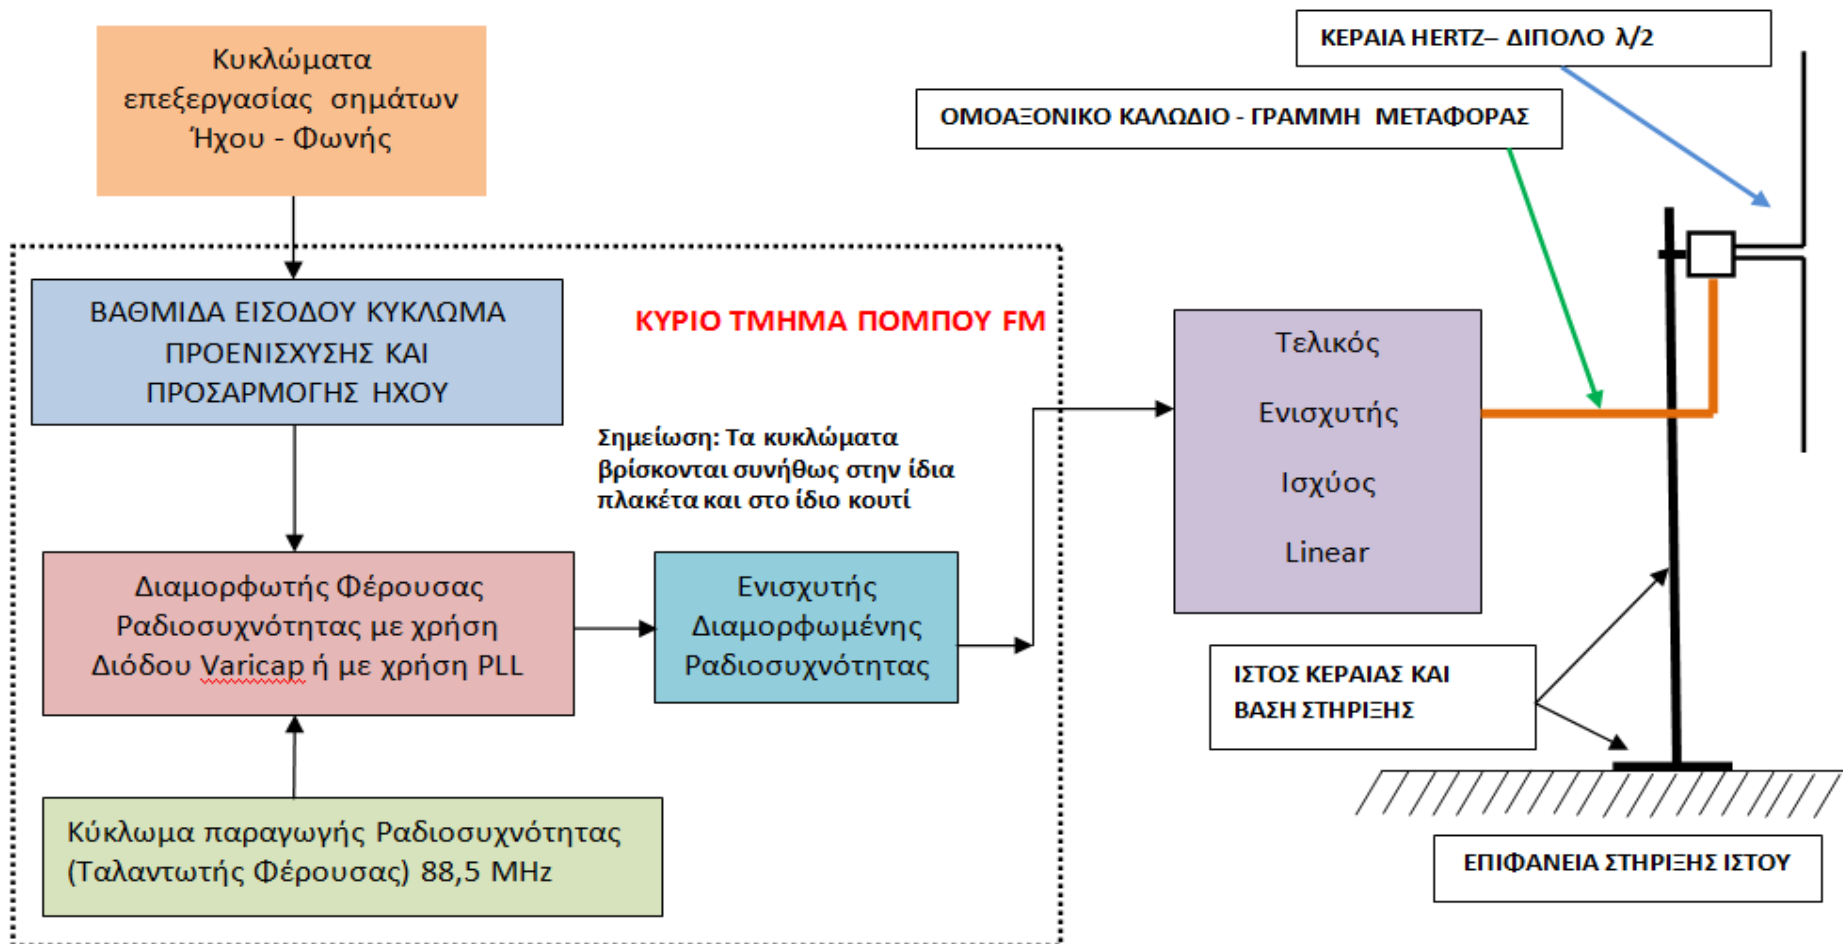 Κυκλώματα
επεξεργασίας σημάτων
Ήχου - Φωνής
ΒΑΘΜΙΔΑ ΕΙΣΟΔΟΥ ΚΥΚΛΩΜΑ
ΠΡΟΕΝΙΣΧΥΣΗΣ ΚΑΙ
ΠΡΟΣΑΡΜΟΓΗΣ ΗΧΟΥ
ΚΥΡΙΟ ΤΜΗΜΑ ΠΟΜΠΟΥ FM
Σημείωση: Τα κυκλώματα
βρίσκονται συνήθως στην ίδια
πλακέτα και στο ίδιο κουτί
Διαμορφωτής Φέρουσας
Ραδιοσυχνότητας με χρήση
Διόδου Varicap ή με χρήση PLL
Ενισχυτής
Διαμορφωμένης
Ραδιοσυχνότητας
Κύκλωμα παραγωγής Ραδιοσυχνότητας
(Ταλαντωτής Φέρουσας) 88,5 MHz
Τελικός
Ενισχυτής
Ισχύος
Linear
ΚΕΡΑΙΑ HERTZ– ΔΙΠΟΛΟ λ/2
ΟΜΟΑΞΟΝΙΚΟ ΚΑΛΩΔΙΟ - ΓΡΑΜΜΗ ΜΕΤΑΦΟΡΑΣ
ΙΣΤΟΣ ΚΕΡΑΙΑΣ ΚΑΙ
ΒΑΣΗ ΣΤΗΡΙΞΗΣ
ΕΠΙΦΑΝΕΙΑ ΣΤΗΡΙΞΗΣ ΙΣΤΟΥ